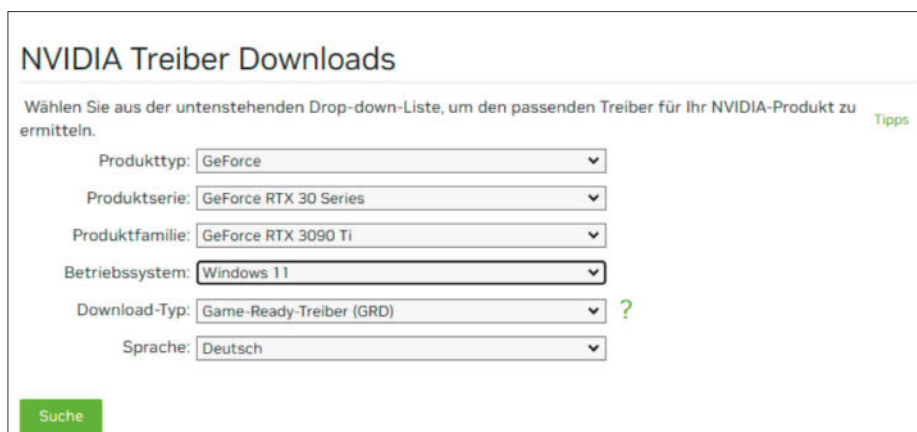 NVIDIA Treiber Downloads
Wählen Sie aus der untenstehenden Drop-down-Liste, um den passenden Treiber für Ihr NVIDIA-Produkt zu
ermitteln.
Tipps
Produkttyp: GeForce
Produktserie: GeForce RTX 30 Series
Produktfamilie: GeForce RTX 3090 Ti
Betriebssystem: Windows 11
Download-Typ: Game-Ready-Treiber (GRD) ?
Sprache: Deutsch
Suche